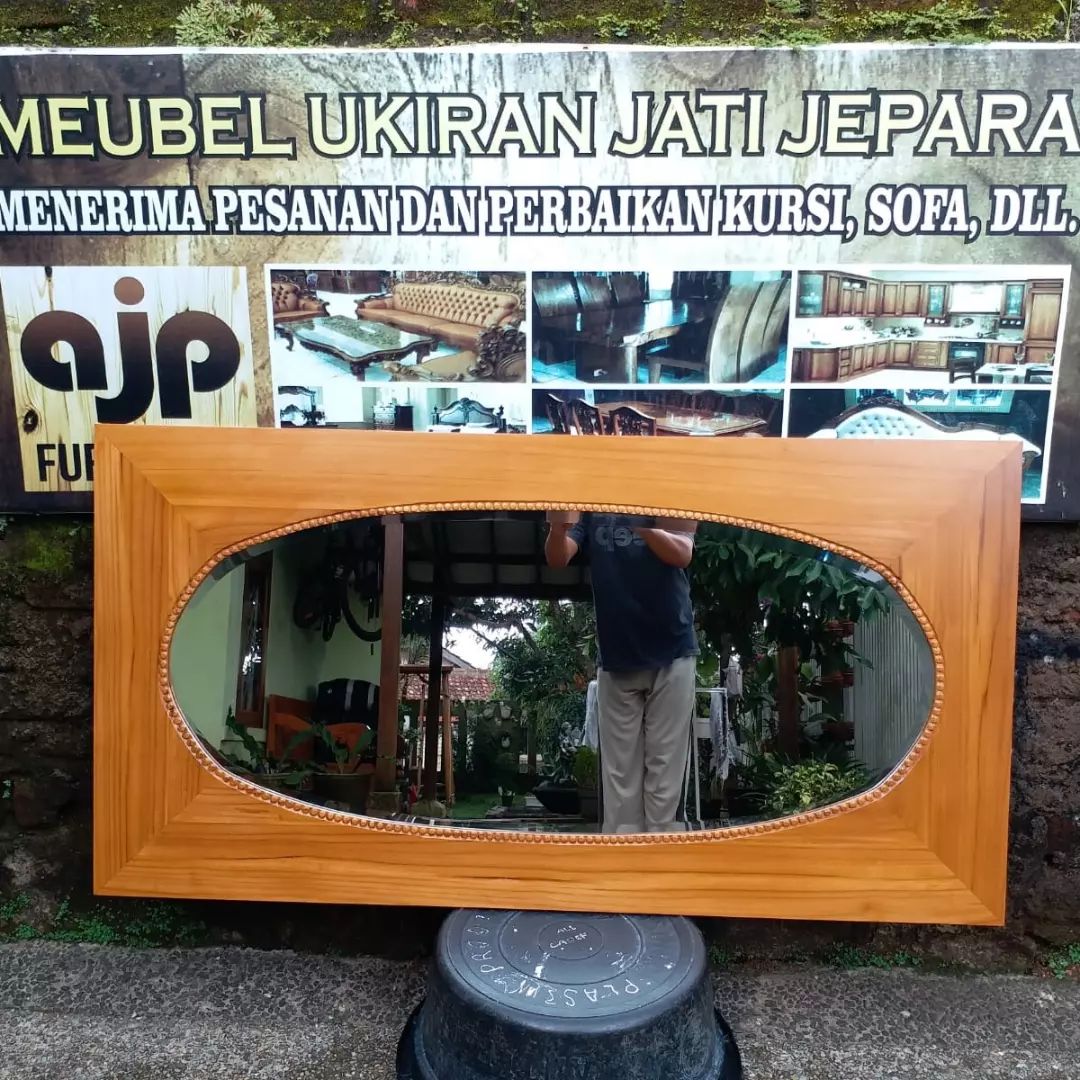 MEUBEL UKIRAN JATI JEPARA
MENERIMA PESANAN DAN PERBAIKAN KURSI, SOFA, DLL.
ajp
FU